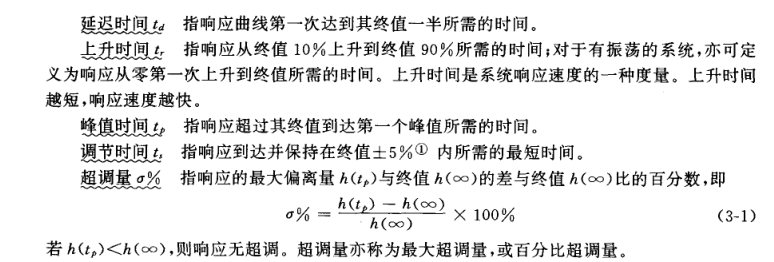 延迟时间 t_d　指响应曲线第一次达到其终值一半所需的时间。
上升时间 t_r　指响应从终值 10%上升到终值 90%所需的时间;对于有振荡的系统,亦可定
义为响应从零第一次上升到终值所需的时间。上升时间是系统响应速度的一种度量。上升时间
越短,响应速度越快。
峰值时间 t_p　指响应超过其终值到达第一个峰值所需的时间。
调节时间 t_s　指响应到达并保持在终值±5%① 内所需的最短时间。
超调量 σ%　指响应的最大偏离量 h(t_p)与终值 h(∞)的差与终值 h(∞)比的百分数,即
σ% = \frac{h(t_p) - h(∞)}{h(∞)} × 100%　(3-1)
若 h(t_p)<h(∞),则响应无超调。超调量亦称为最大超调量,或百分比超调量。